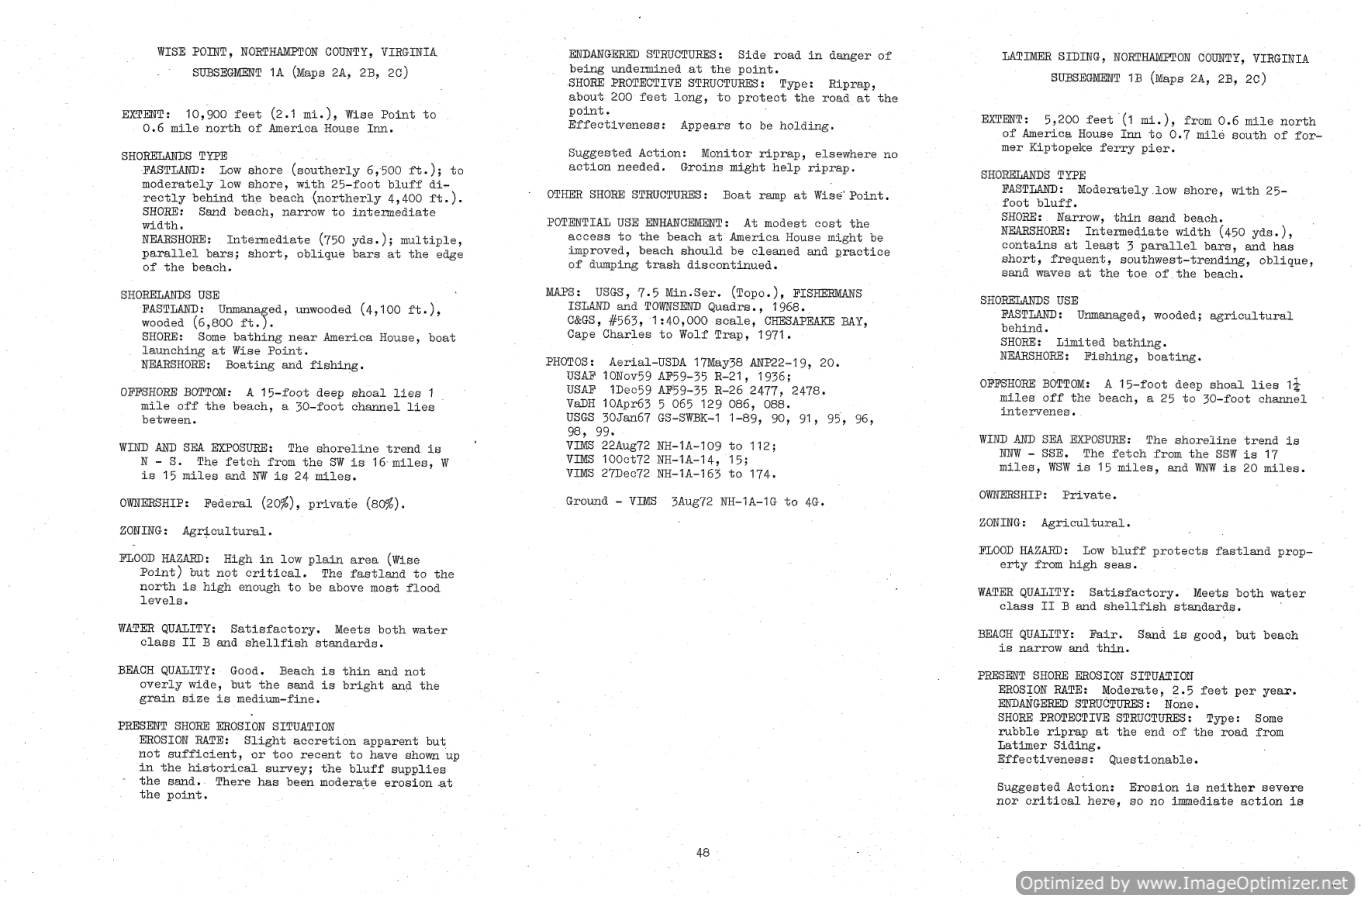 WISE POINT, NORTHAMPTON COUNTY, VIRGINIA
SUBSEGMENT 1A (Maps 2A, 2B, 2C)
EXTENT: 10,900 feet (2.1 mi.), Wise Point to
0.6 mile north of America House Inn.
SHORELANDS TYPE
FASTLAND: Low shore (southerly 6,500 ft.); to
moderately low shore, with 25-foot bluff di-
rectly behind the beach (northerly 4,400 ft.).
SHORE: Sand beach, narrow to intermediate
width.
NEARSHORE: Intermediate (750 yds.); multiple,
parallel bars; short, oblique bars at the edge
of the beach.
SHORELANDS USE
FASTLAND: Unmanaged, unwooded (4,100 ft.),
wooded (6,800 ft.).
SHORE: Some bathing near America House, boat
launching at Wise Point.
NEARSHORE: Boating and fishing.
OFFSHORE BOTTOM: A 15-foot deep shoal lies 1
mile off the beach, a 30-foot channel lies
between.
WIND AND SEA EXPOSURE: The shoreline trend is
N - S. The fetch from the SW is 16 miles, W
is 15 miles and NW is 24 miles.
OWNERSHIP: Federal (20%), private (80%).
ZONING: Agricultural.
FLOOD HAZARD: High in low plain area (Wise
Point) but not critical. The fastland to the
north is high enough to be above most flood
levels.
WATER QUALITY: Satisfactory. Meets both water
class II B and shellfish standards.
BEACH QUALITY: Good. Beach is thin and not
overly wide, but the sand is bright and the
grain size is medium-fine.
PRESENT SHORE EROSION SITUATION
EROSION RATE: Slight accretion apparent but
not sufficient, or too recent to have shown up
in the historical survey; the bluff supplies
the sand. There has been moderate erosion at
the point.
ENDANGERED STRUCTURES: Side road in danger of
being undermined at the point.
SHORE PROTECTIVE STRUCTURES: Type: Riprap,
about 200 feet long, to protect the road at the
point.
Effectiveness: Appears to be holding.
Suggested Action: Monitor riprap, elsewhere no
action needed. Groins might help riprap.
OTHER SHORE STRUCTURES: Boat ramp at Wise Point.
POTENTIAL USE ENHANCEMENT: At modest cost the
access to the beach at America House might be
improved, beach should be cleaned and practice
of dumping trash discontinued.
MAPS: USGS, 7.5 Min.Ser. (Topo.), FISHERMANS
ISLAND and TOWNSEND Quadrs., 1968.
C&GS, #563, 1:40,000 scale, CHESAPEAKE BAY,
Cape Charles to Wolf Trap, 1971.
PHOTOS: Aerial-USDA 17May38 ANP22-19, 20.
USAF 10Nov59 AF59-35 R-21, 1936;
USAF 1Dec59 AF59-35 R-26 2477, 2478.
VaDH 10Apr63 5 065 129 086, 088.
USGS 30Jan67 GS-SWBK-1 1-89, 90, 91, 95, 96,
98, 99.
VIMS 22Aug72 NH-1A-109 to 112;
VIMS 10Oct72 NH-1A-14, 15;
VIMS 27Dec72 NH-1A-163 to 174.
Ground - VIMS 3Aug72 NH-1A-1G to 4G.
LATIMER SIDING, NORTHAMPTON COUNTY, VIRGINIA
SUBSEGMENT 1B (Maps 2A, 2B, 2C)
EXTENT: 5,200 feet (1 mi.), from 0.6 mile north
of America House Inn to 0.7 mile south of for-
mer Kiptopeke ferry pier.
SHORELANDS TYPE
FASTLAND: Moderately low shore, with 25-
foot bluff.
SHORE: Narrow, thin sand beach.
NEARSHORE: Intermediate width (450 yds.),
contains at least 3 parallel bars, and has
short, frequent, southwest-trending, oblique,
sand waves at the toe of the beach.
SHORELANDS USE
FASTLAND: Unmanaged, wooded; agricultural
behind.
SHORE: Limited bathing.
NEARSHORE: Fishing, boating.
OFFSHORE BOTTOM: A 15-foot deep shoal lies 1¼
miles off the beach, a 25 to 30-foot channel
intervenes.
WIND AND SEA EXPOSURE: The shoreline trend is
NNW - SSE. The fetch from the SSW is 17
miles, WSW is 15 miles, and WNW is 20 miles.
OWNERSHIP: Private.
ZONING: Agricultural.
FLOOD HAZARD: Low bluff protects fastland prop-
erty from high seas.
WATER QUALITY: Satisfactory. Meets both water
class II B and shellfish standards.
BEACH QUALITY: Fair. Sand is good, but beach
is narrow and thin.
PRESENT SHORE EROSION SITUATION
EROSION RATE: Moderate, 2.5 feet per year.
ENDANGERED STRUCTURES: None.
SHORE PROTECTIVE STRUCTURES: Type: Some
rubble riprap at the end of the road from
Latimer Siding.
Effectiveness: Questionable.
Suggested Action: Erosion is neither severe
nor critical here, so no immediate action is
48
Optimized by www.ImageOptimizer.net